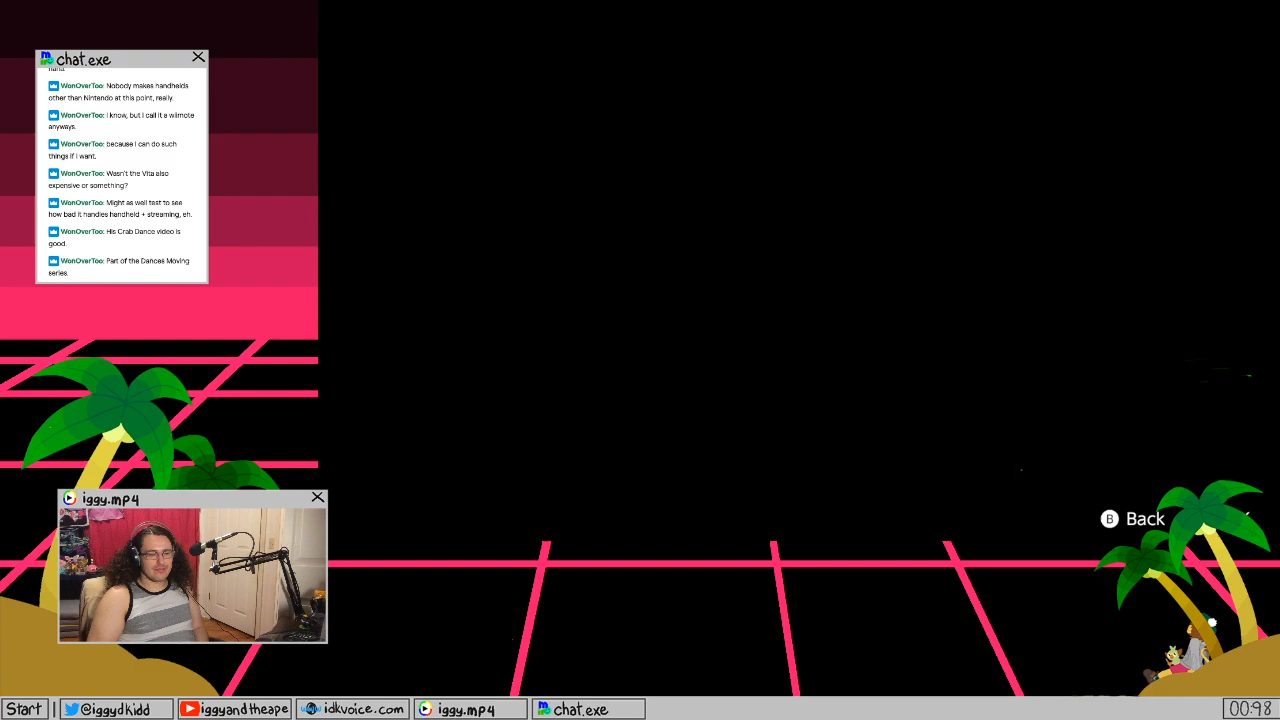 chat.exe
WonOverToo: Nobody makes handhelds
other than Nintendo at this point, really.
WonOverToo: I know, but I call it a wiimote
anyways.
WonOverToo: because I can do such
things if I want.
WonOverToo: Wasn't the Vita also
expensive or something?
WonOverToo: Might as well test to see
how bad it handles handheld + streaming, eh.
WonOverToo: His Crab Dance video is
good.
WonOverToo: Part of the Dances Moving
series.
iggy.mp4
B Back
Start | @iggydkidd iggyandtheape idkvoice.com iggy.mp4 chat.exe 00:98